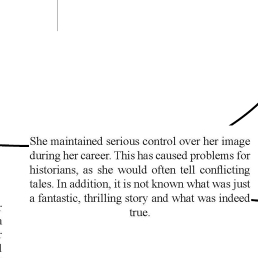 She maintained serious control over her image
during her career. This has caused problems for
historians, as she would often tell conflicting
tales. In addition, it is not known what was just
a fantastic, thrilling story and what was indeed
true.